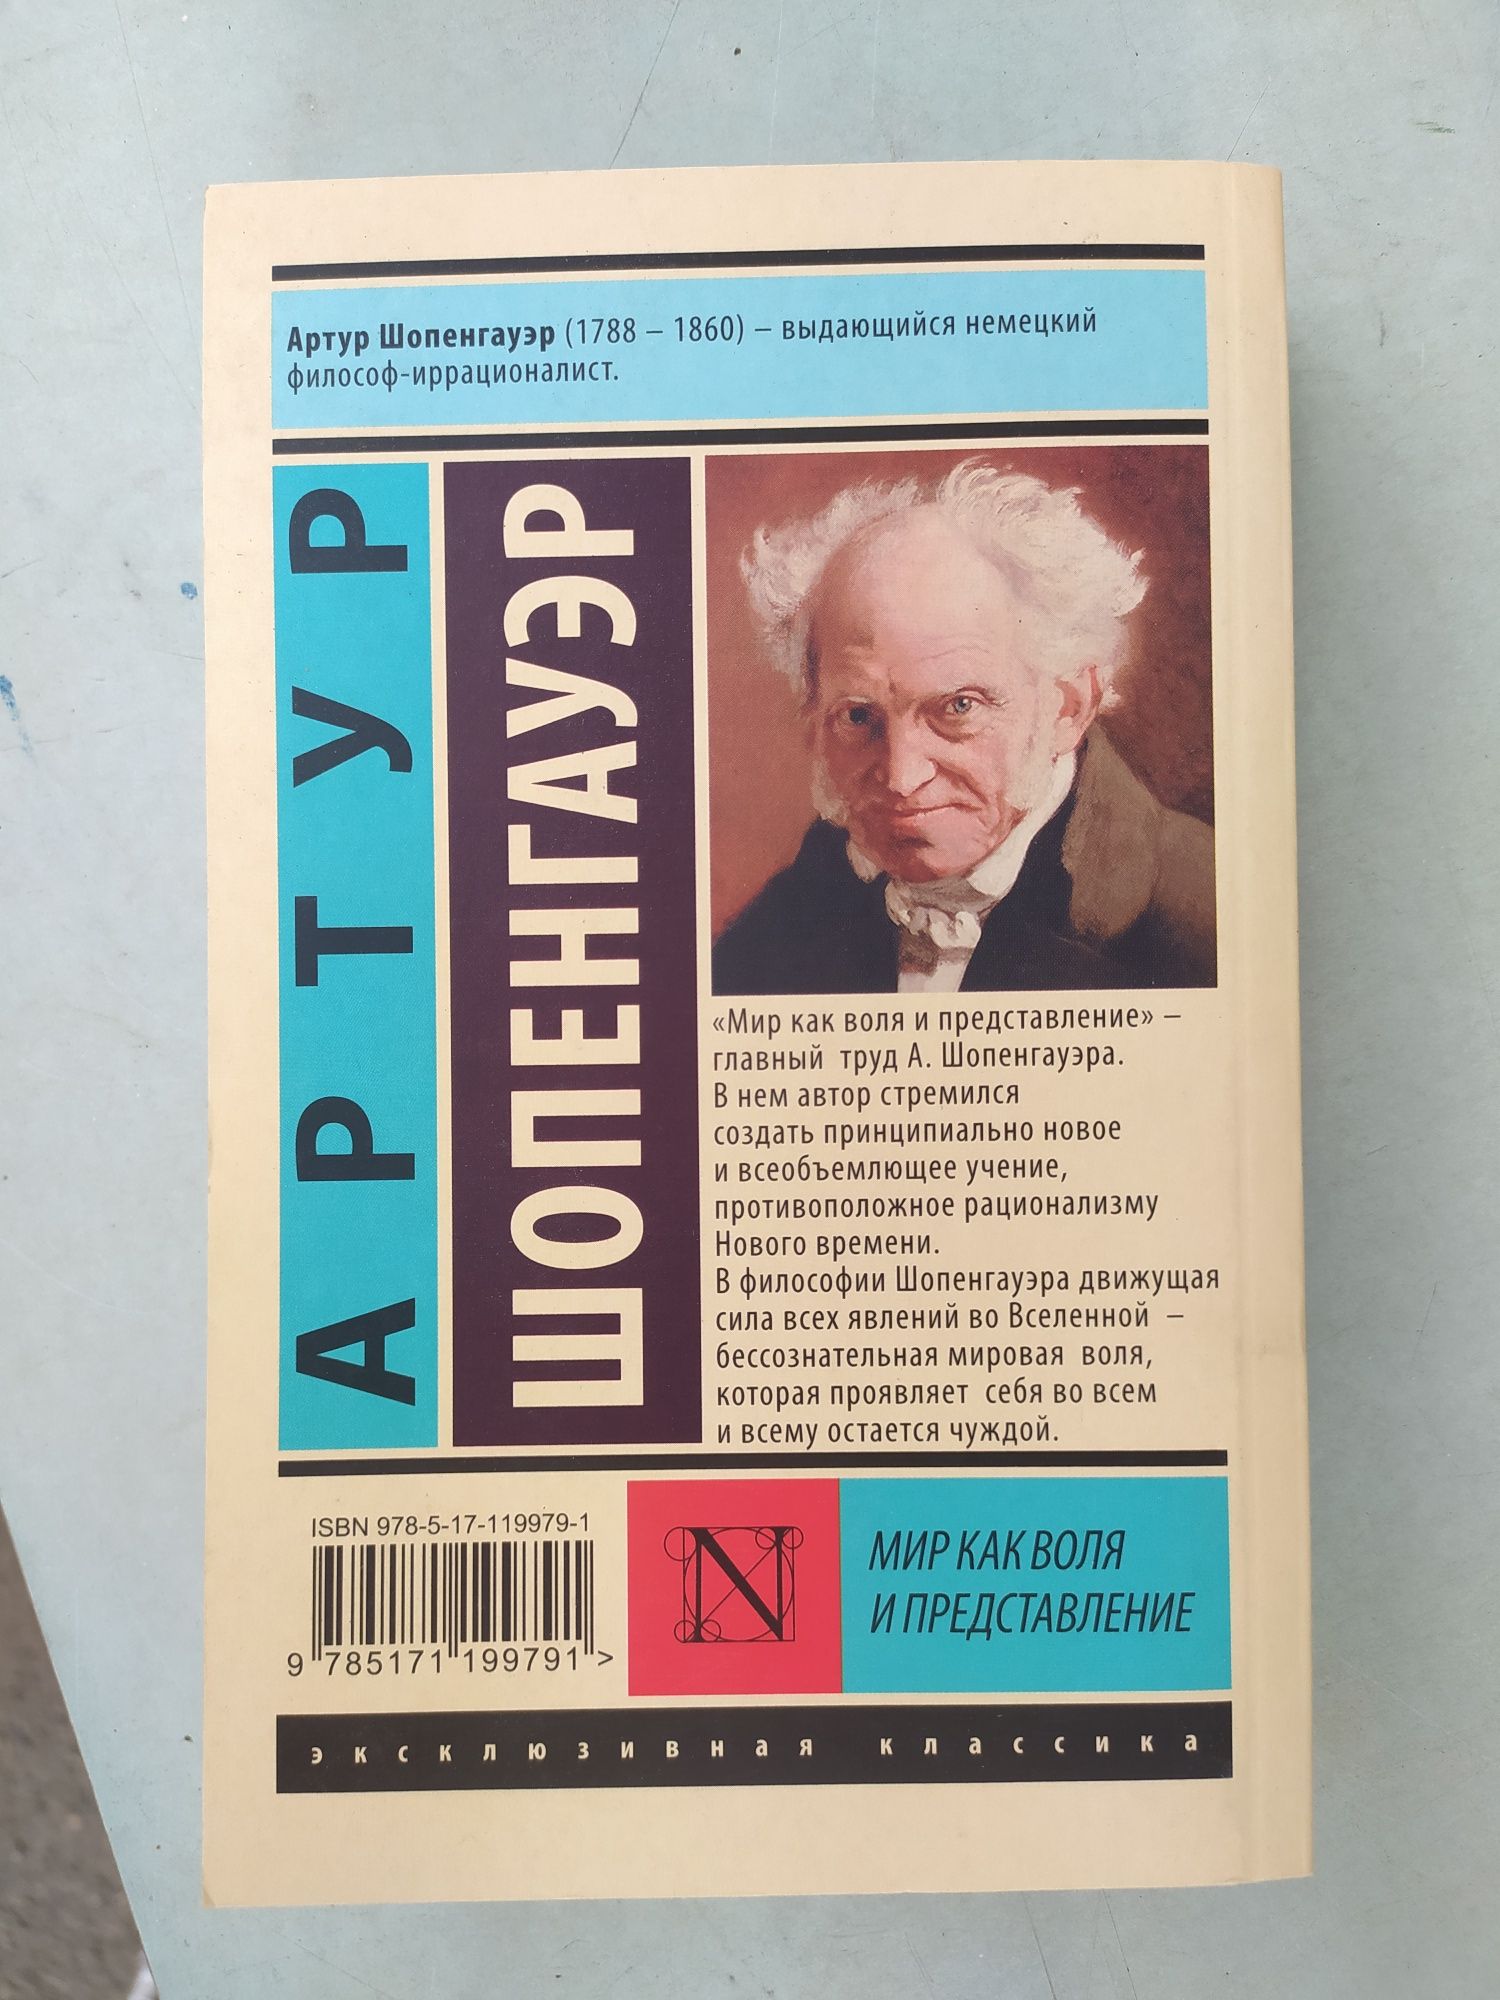 Артур Шопенгауэр (1788 – 1860) – выдающийся немецкий
философ-иррационалист.
АРТУР
ШОПЕНГАУЭР
«Мир как воля и представление» –
главный труд А. Шопенгауэра.
В нем автор стремился
создать принципиально новое
и всеобъемлющее учение,
противоположное рационализму
Нового времени.
В философии Шопенгауэра движущая
сила всех явлений во Вселенной –
бессознательная мировая воля,
которая проявляет себя во всем
и всему остается чуждой.
ISBN 978-5-17-119979-1
9 785171 199791 >
N
МИР КАК ВОЛЯ
И ПРЕДСТАВЛЕНИЕ
эксклюзивная классика